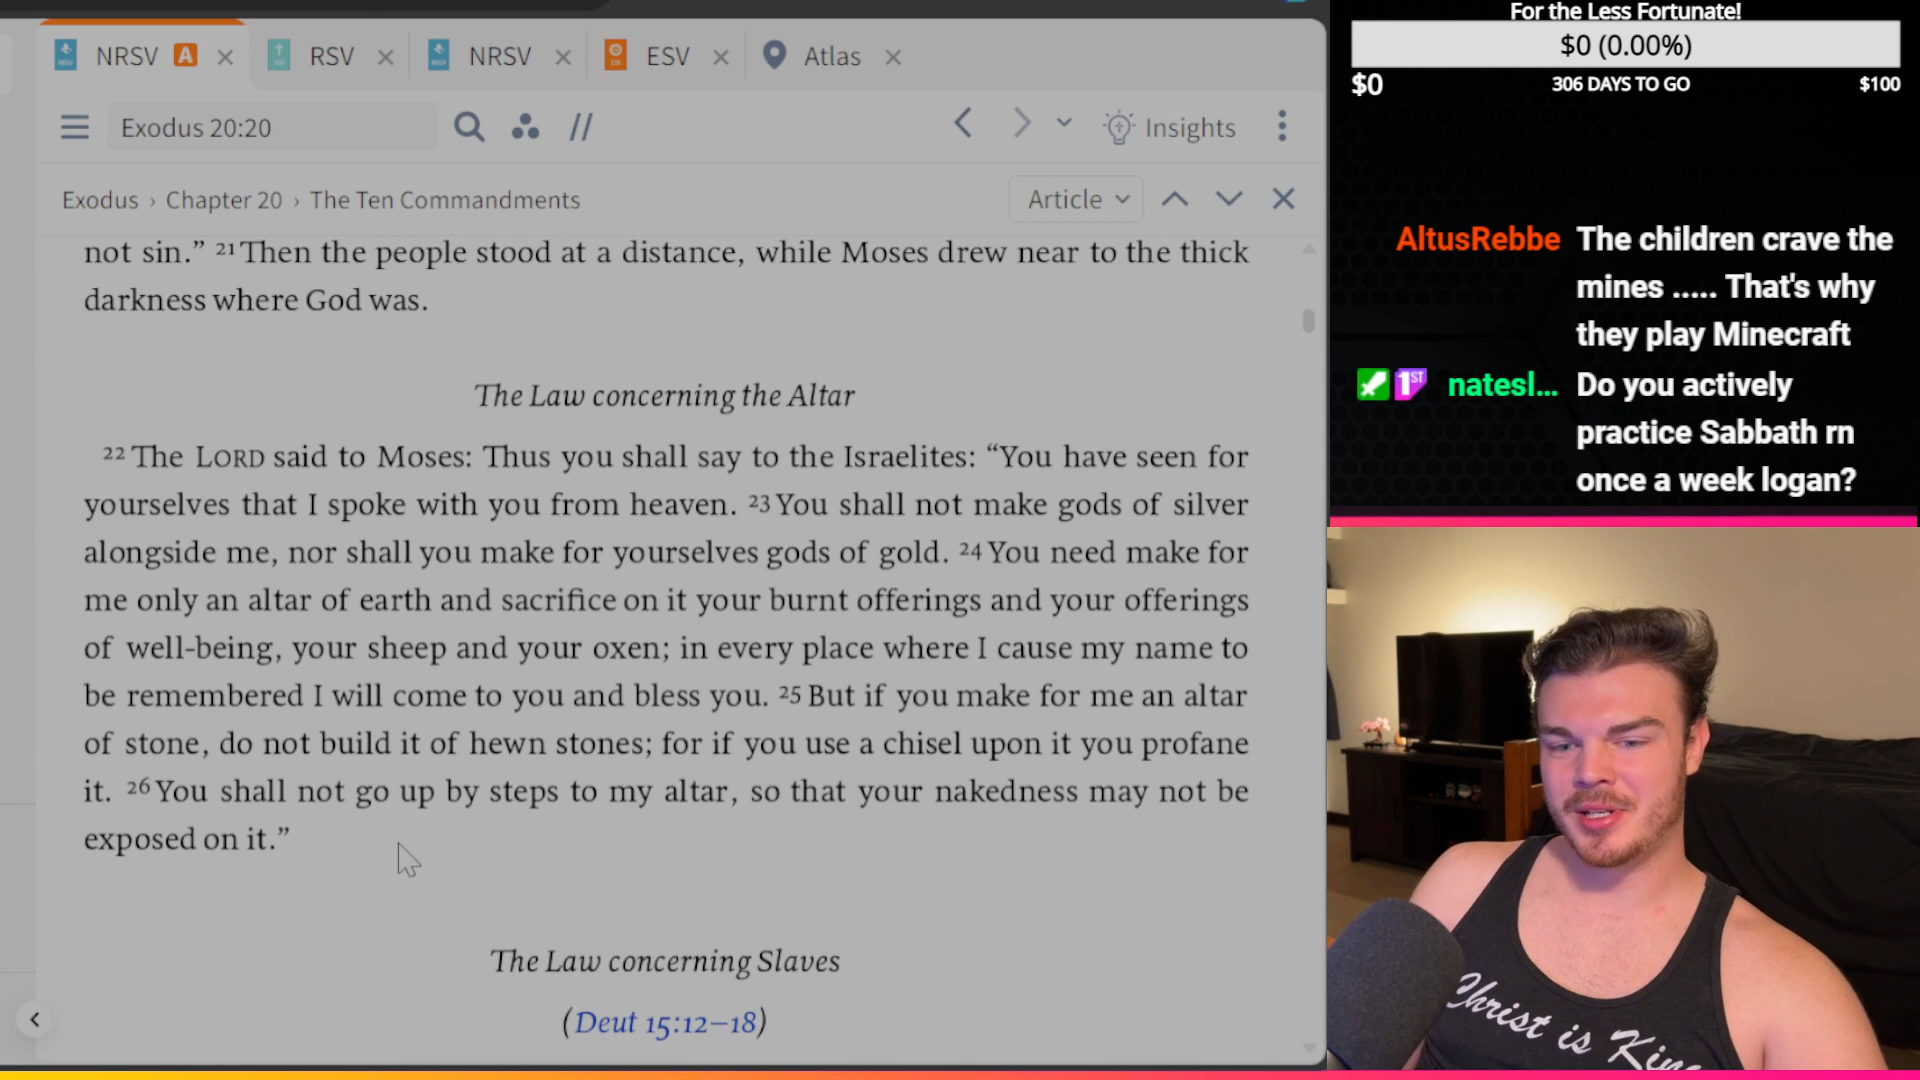 NRSV A RSV NRSV ESV Atlas
Exodus 20:20 // Insights
Exodus › Chapter 20 › The Ten Commandments Article
not sin.” 21 Then the people stood at a distance, while Moses drew near to the thick
darkness where God was.
The Law concerning the Altar
22 The LORD said to Moses: Thus you shall say to the Israelites: “You have seen for
yourselves that I spoke with you from heaven. 23 You shall not make gods of silver
alongside me, nor shall you make for yourselves gods of gold. 24 You need make for
me only an altar of earth and sacrifice on it your burnt offerings and your offerings
of well-being, your sheep and your oxen; in every place where I cause my name to
be remembered I will come to you and bless you. 25 But if you make for me an altar
of stone, do not build it of hewn stones; for if you use a chisel upon it you profane
it. 26 You shall not go up by steps to my altar, so that your nakedness may not be
exposed on it.”
The Law concerning Slaves
(Deut 15:12–18)
For the Less Fortunate!
$0 (0.00%)
$0 306 DAYS TO GO $100
AltusRebbe The children crave the
mines ..... That's why
they play Minecraft
1ST natesl... Do you actively
practice Sabbath rn
once a week logan?
Christ is King